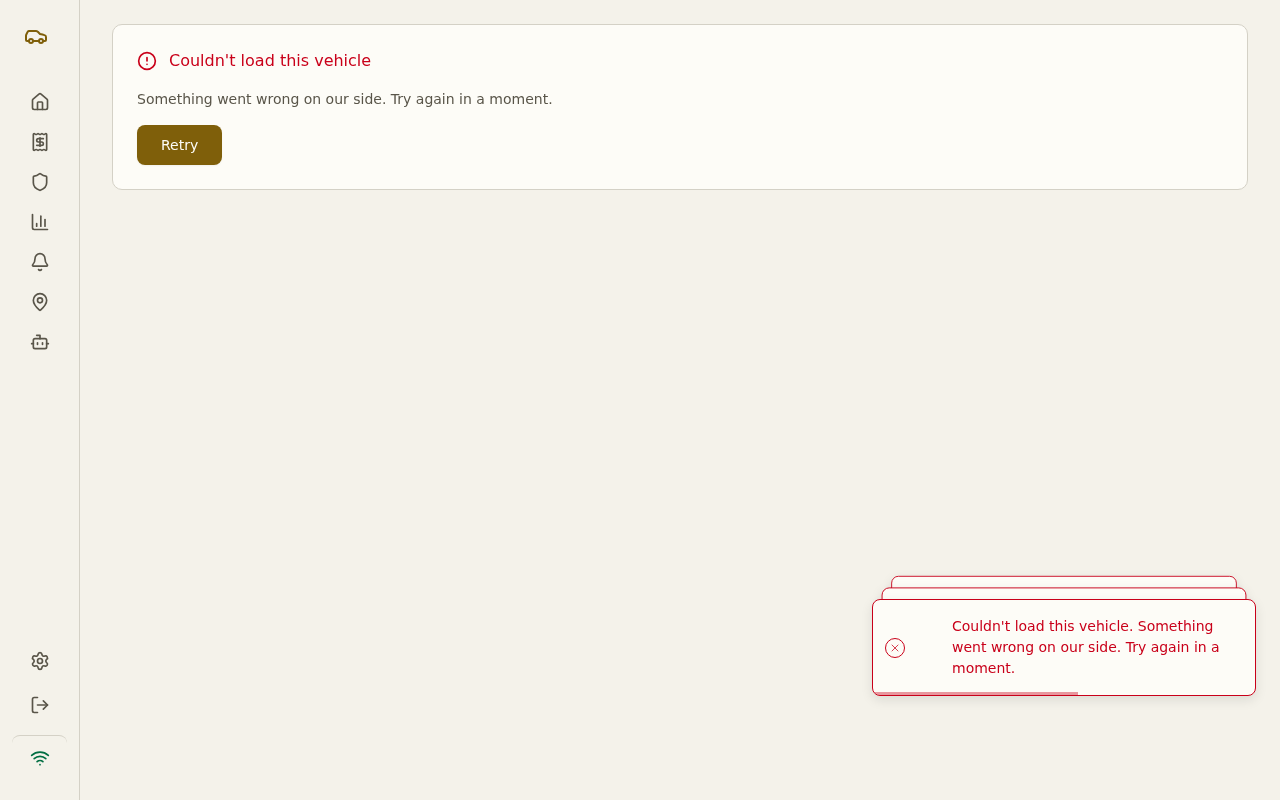 Couldn't load this vehicle
Something went wrong on our side. Try again in a moment.
Retry
Couldn't load this vehicle. Something
went wrong on our side. Try again in a
moment.